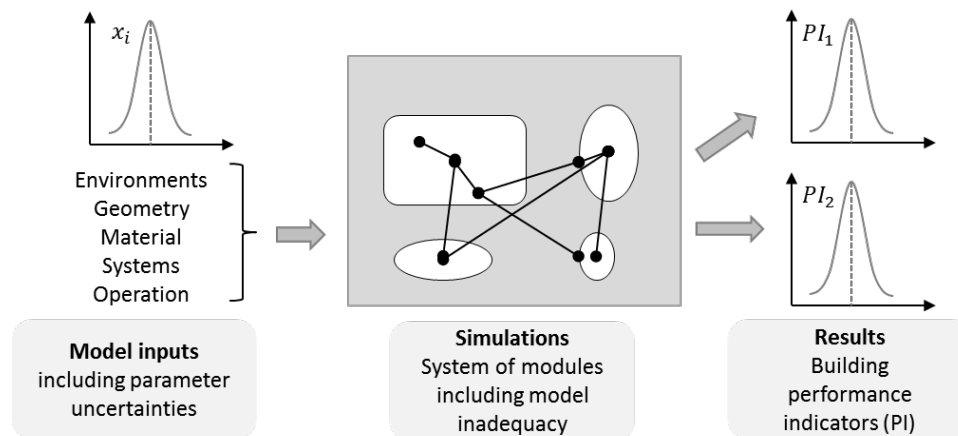 x_i
Environments
Geometry
Material
Systems
Operation
Model inputs
including parameter
uncertainties
Simulations
System of modules
including model
inadequacy
PI_1
PI_2
Results
Building
performance
indicators (PI)